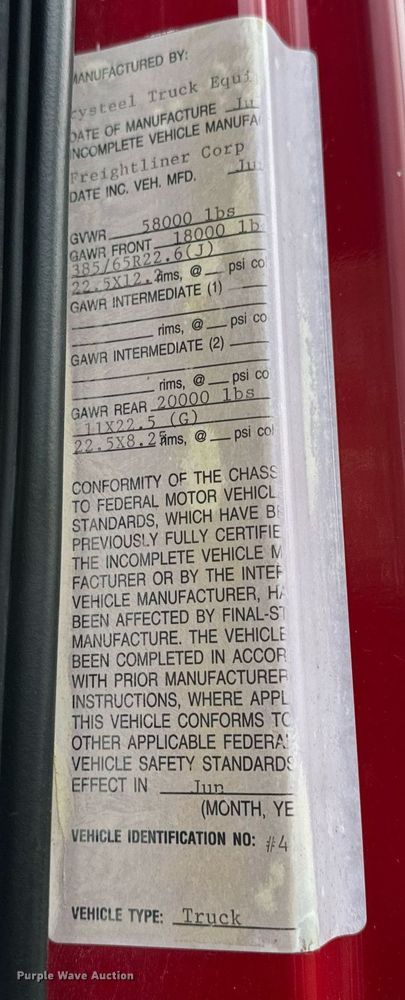 MANUFACTURED BY:
rysteel Truck Equi
DATE OF MANUFACTURE Ju
INCOMPLETE VEHICLE MANUFA
Freightliner Corp
DATE INC. VEH. MFD. Ju
GVWR 58000 lbs
GAWR FRONT 18000 lb
385/65R22.6(J)
22.5X12.2 rims, @ psi co
GAWR INTERMEDIATE (1)
rims, @ psi co
GAWR INTERMEDIATE (2)
rims, @ psi co
GAWR REAR 20000 lbs
11X22.5 (G)
22.5X8.25 rims, @ psi col
CONFORMITY OF THE CHASS
TO FEDERAL MOTOR VEHICL
STANDARDS, WHICH HAVE BE
PREVIOUSLY FULLY CERTIFIE
THE INCOMPLETE VEHICLE M
FACTURER OR BY THE INTER
VEHICLE MANUFACTURER, HA
BEEN AFFECTED BY FINAL-ST
MANUFACTURE. THE VEHICLE
BEEN COMPLETED IN ACCOR
WITH PRIOR MANUFACTURER
INSTRUCTIONS, WHERE APPL
THIS VEHICLE CONFORMS TO
OTHER APPLICABLE FEDERAL
VEHICLE SAFETY STANDARDS
EFFECT IN Jun
(MONTH, YE
VEHICLE IDENTIFICATION NO: #4
VEHICLE TYPE: Truck
Purple Wave Auction